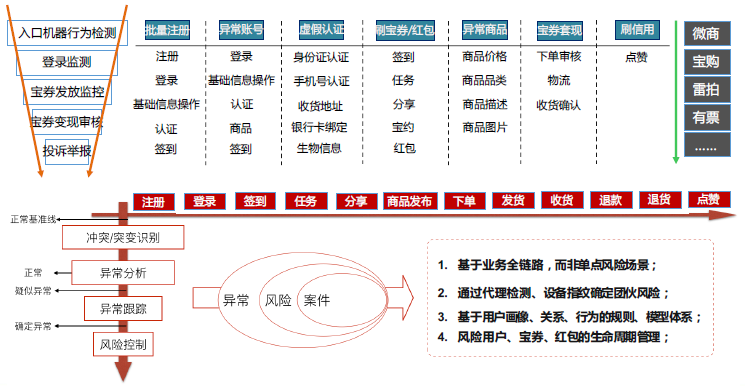 入口机器行为检测
登录监测
宝券发放监控
宝券变现审核
投诉举报
批量注册
注册
登录
基础信息操作
认证
签到
异常账号
登录
基础信息操作
认证
商品
签到
虚假认证
身份证认证
手机号认证
收货地址
银行卡绑定
生物信息
刷宝券/红包
签到
任务
分享
宝约
红包
异常商品
商品价格
商品品类
商品描述
商品图片
宝券套现
下单审核
物流
收货确认
刷信用
点赞
微商
宝购
雷拍
有票
……
注册
登录
签到
任务
分享
商品发布
下单
发货
收货
退款
退货
点赞
正常基准线
冲突/突变识别
正常
异常分析
疑似异常
异常跟踪
确定异常
风险控制
异常
风险
案件
1. 基于业务全链路，而非单点风险场景；
2. 通过代理检测、设备指纹确定团伙风险；
3. 基于用户画像、关系、行为的规则、模型体系；
4. 风险用户、宝券、红包的生命周期管理；